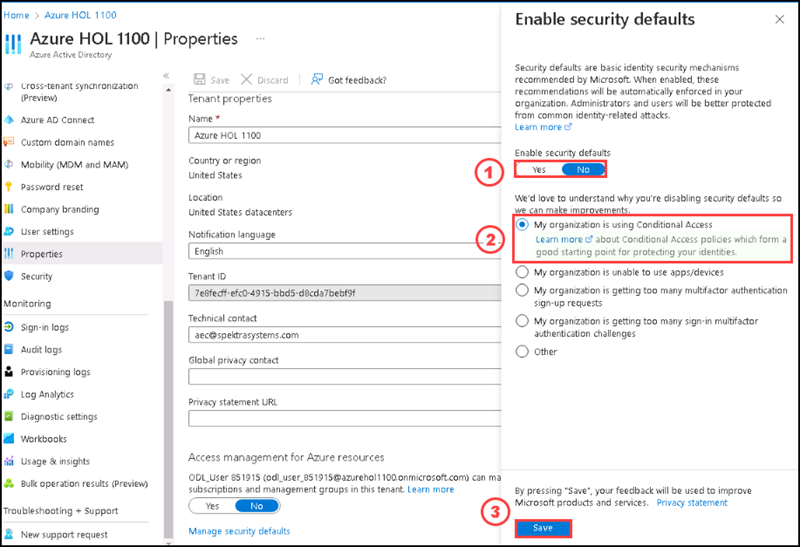 Home > Azure HOL 1100
Azure HOL 1100 | Properties ...
Azure Active Directory
«
Cross-tenant synchronization
(Preview)
Azure AD Connect
Custom domain names
Mobility (MDM and MAM)
Password reset
Company branding
User settings
Properties
Security
Monitoring
Sign-in logs
Audit logs
Provisioning logs
Log Analytics
Diagnostic settings
Workbooks
Usage & insights
Bulk operation results (Preview)
Troubleshooting + Support
New support request
Save Discard Got feedback?
Tenant properties
Name *
Azure HOL 1100
Country or region
United States
Location
United States datacenters
Notification language
English
Tenant ID
7e8fecff-efc0-4915-bbd5-d8cda7bebf9f
Technical contact
aec@spektrasystems.com
Global privacy contact
Privacy statement URL
Access management for Azure resources
ODL_User 851915 (odl_user_851915@azurehol1100.onmicrosoft.com) can ma
subscriptions and management groups in this tenant. Learn more
Yes No
Manage security defaults
Enable security defaults
Security defaults are basic identity security mechanisms
recommended by Microsoft. When enabled, these
recommendations will be automatically enforced in your
organization. Administrators and users will be better protected
from common identity-related attacks.
Learn more
Enable security defaults
1 Yes No
We'd love to understand why you're disabling security defaults so
we can make improvements.
2 My organization is using Conditional Access
Learn more about Conditional Access policies which form a
good starting point for protecting your identities.
My organization is unable to use apps/devices
My organization is getting too many multifactor authentication
sign-up requests
My organization is getting too many sign-in multifactor
authentication challenges
Other
By pressing "Save", your feedback will be used to improve
Microsoft products and services. Privacy statement
3 Save